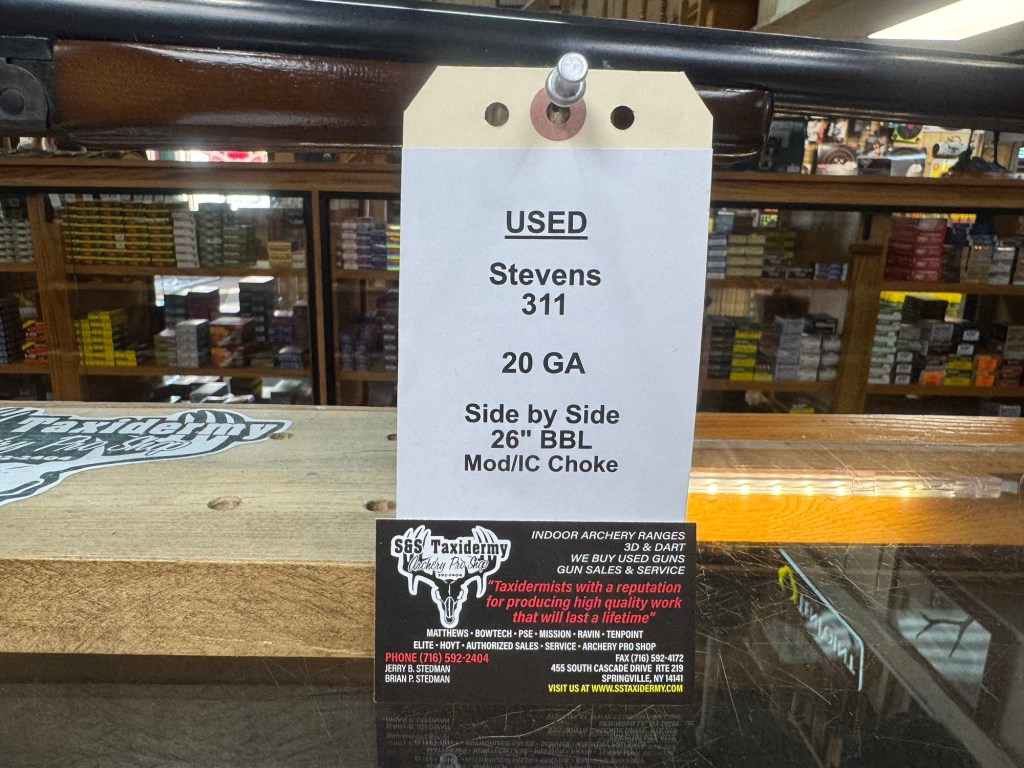 USED
Stevens
311
20 GA
Side by Side
26" BBL
Mod/IC Choke
Taxidermy
S&S Taxidermy
Archery Pro Shop
592-2404
INDOOR ARCHERY RANGES
3D & DART
WE BUY USED GUNS
GUN SALES & SERVICE
"Taxidermists with a reputation
for producing high quality work
that will last a lifetime"
MATTHEWS • BOWTECH • PSE • MISSION • RAVIN • TENPOINT
ELITE • HOYT • AUTHORIZED SALES • SERVICE • ARCHERY PRO SHOP
PHONE (716) 592-2404
JERRY B. STEDMAN
BRIAN P. STEDMAN
FAX (716) 592-4172
455 SOUTH CASCADE DRIVE RTE 219
SPRINGVILLE, NY 14141
VISIT US AT WWW.SSTAXIDERMY.COM